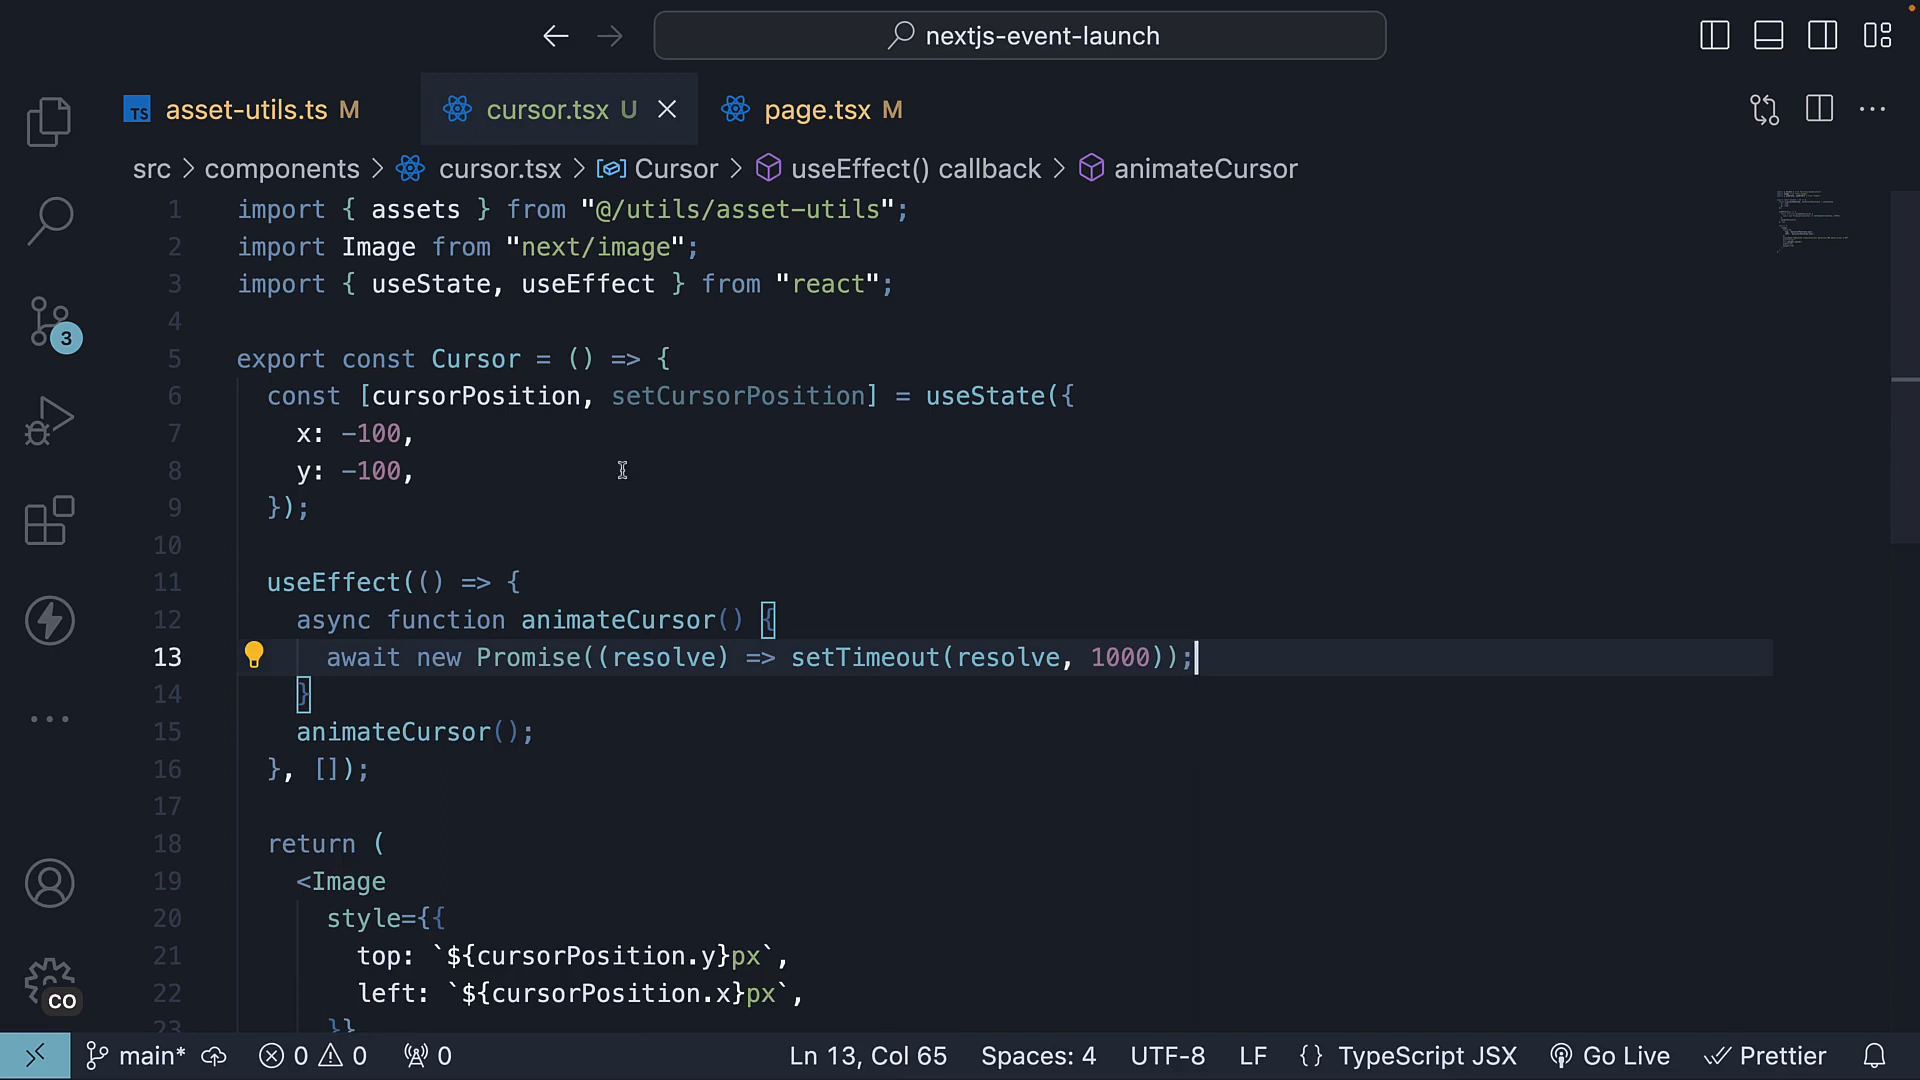 nextjs-event-launch
TS asset-utils.ts M
cursor.tsx U
page.tsx M
src > components > cursor.tsx > Cursor > useEffect() callback > animateCursor
1 import { assets } from "@/utils/asset-utils";
2 import Image from "next/image";
3 import { useState, useEffect } from "react";
4
5 export const Cursor = () => {
6 const [cursorPosition, setCursorPosition] = useState({
7 x: -100,
8 y: -100,
9 });
10
11 useEffect(() => {
12 async function animateCursor() {
13 await new Promise((resolve) => setTimeout(resolve, 1000));
14 }
15 animateCursor();
16 }, []);
17
18 return (
19 <Image
20 style={{
21 top: `${cursorPosition.y}px`,
22 left: `${cursorPosition.x}px`,
23 }}
3
CO
main* 0 0 0 Ln 13, Col 65 Spaces: 4 UTF-8 LF {} TypeScript JSX Go Live Prettier